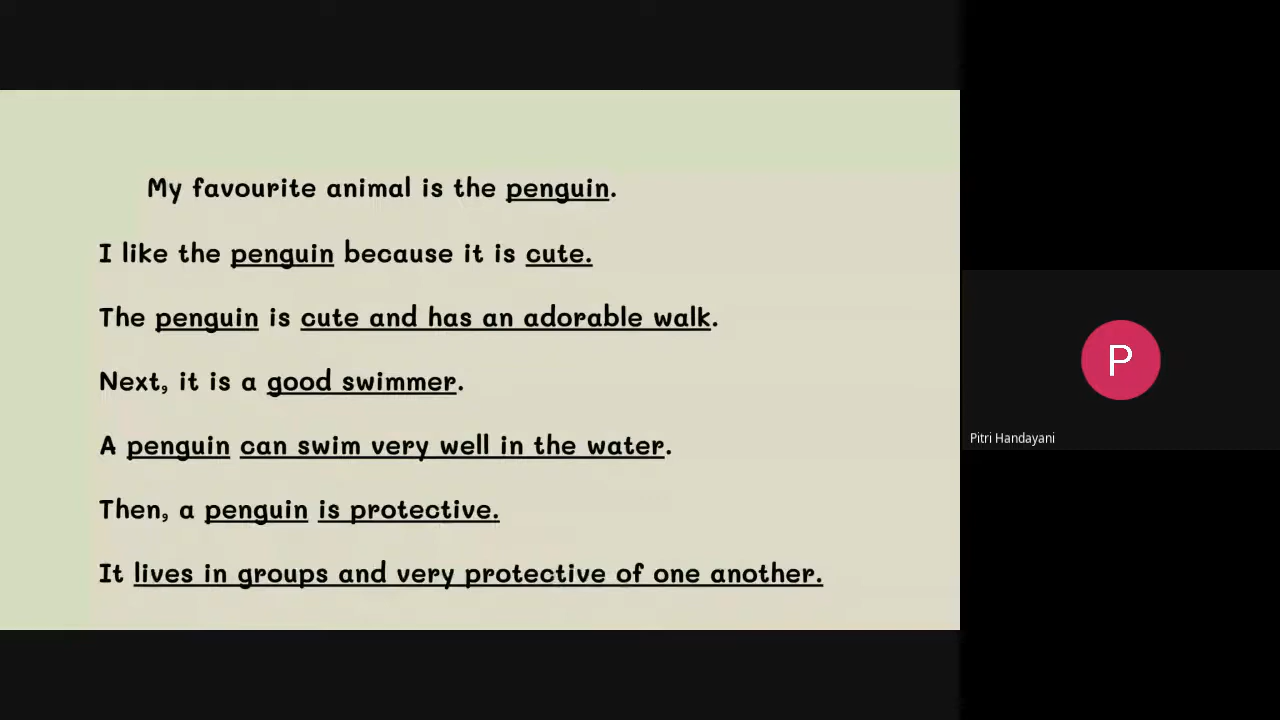 My favourite animal is the penguin.
I like the penguin because it is cute.
The penguin is cute and has an adorable walk.
Next, it is a good swimmer.
A penguin can swim very well in the water.
Then, a penguin is protective.
It lives in groups and very protective of one another.
P
Pitri Handayani